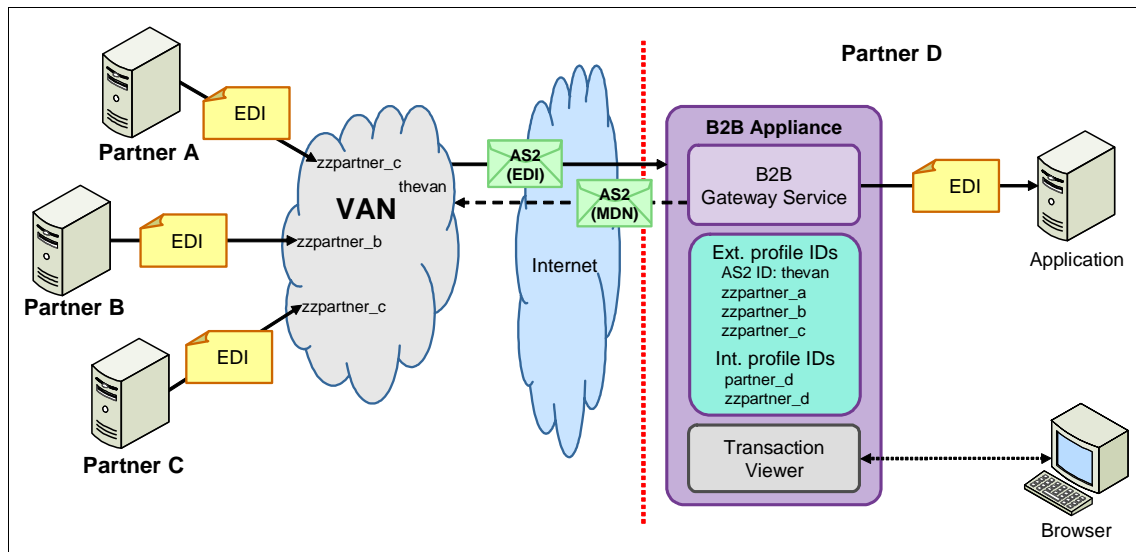 Partner A
EDI
Partner B
EDI
Partner C
EDI
zzpartner_c
thevan
VAN
zzpartner_b
zzpartner_c
AS2
(EDI)
AS2
(MDN)
Internet
Partner D
B2B Appliance
B2B
Gateway Service
Ext. profile IDs
AS2 ID: thevan
zzpartner_a
zzpartner_b
zzpartner_c
Int. profile IDs
partner_d
zzpartner_d
Transaction
Viewer
EDI
Application
Browser